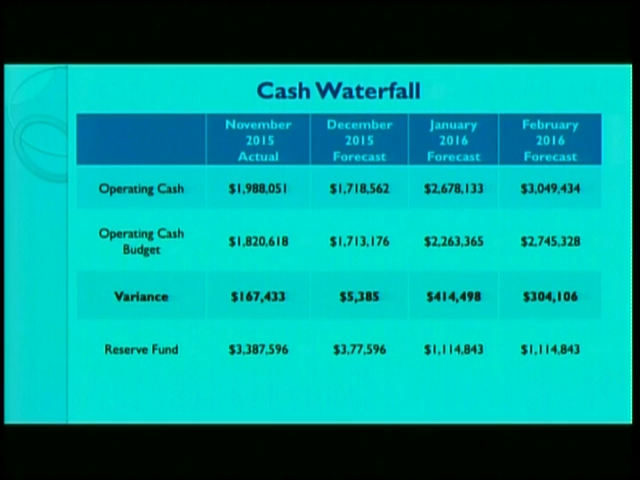 Cash Waterfall
November 2015 Actual December 2015 Forecast January 2016 Forecast February 2016 Forecast
Operating Cash $1,988,051 $1,718,562 $2,678,133 $3,049,434
Operating Cash Budget $1,820,618 $1,713,176 $2,263,365 $2,745,328
Variance $167,433 $5,385 $414,498 $304,106
Reserve Fund $3,387,596 $3,77,596 $1,114,843 $1,114,843